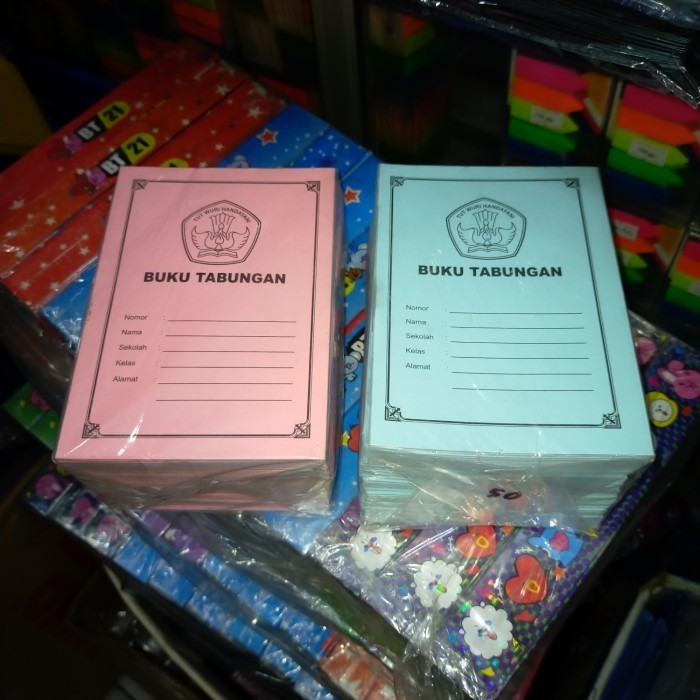 BT 21
BT 21
TUT WURI HANDAYANI
BUKU TABUNGAN
Nomor :
Nama :
Sekolah :
Kelas :
Alamat :
TUT WURI HANDAYANI
BUKU TABUNGAN
Nomor :
Nama :
Sekolah :
Kelas :
Alamat :
50